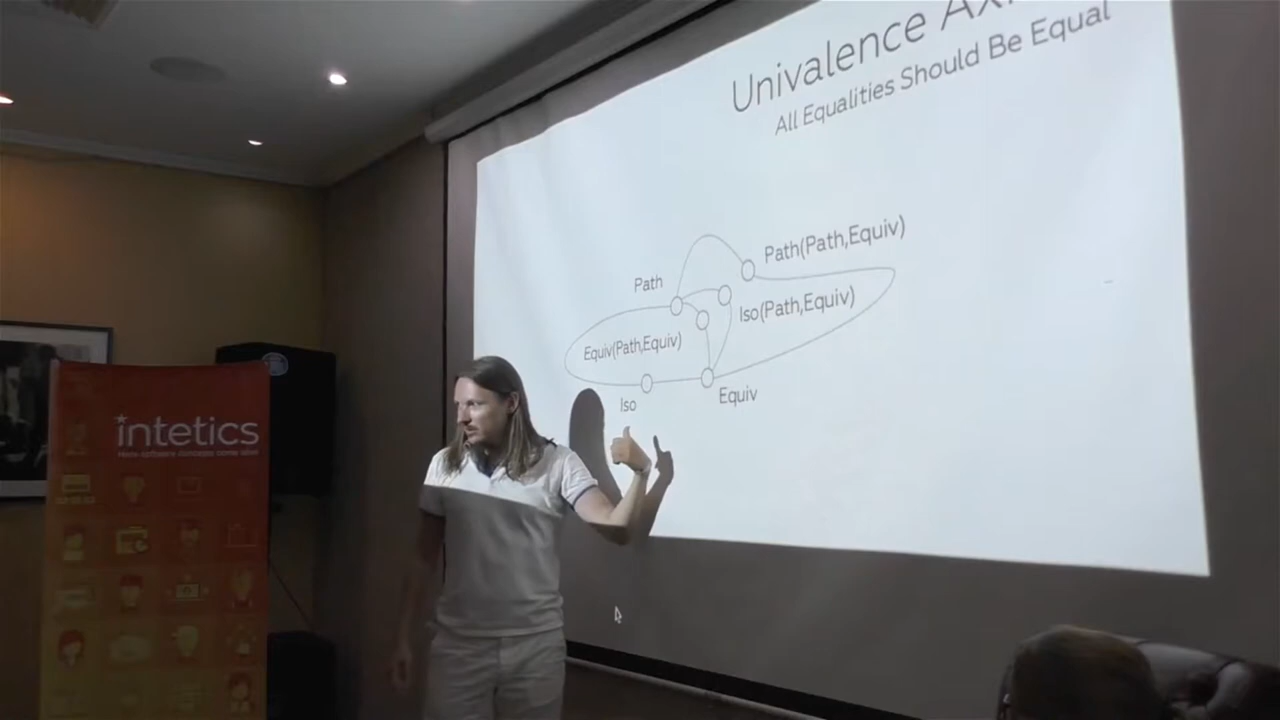 Univalence
All Equalities Should Be Equal
Path(Path,Equiv)
Path
Iso(Path,Equiv)
Equiv(Path,Equiv)
Iso
Equiv
intetics